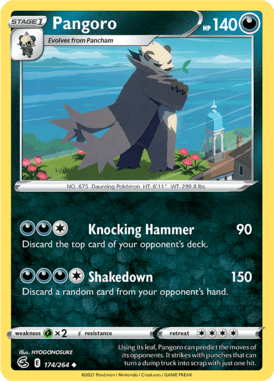 STAGE 1
Pangoro
HP 140
Evolves from Pancham
NO. 675 Daunting Pokémon HT: 6'11" WT: 299.8 lbs.
Knocking Hammer 90
Discard the top card of your opponent's deck.
Shakedown 150
Discard a random card from your opponent's hand.
weakness ×2 resistance retreat
Illus. HYOGONOSUKE
Using its leaf, Pangoro can predict the moves of
its opponents. It strikes with punches that can
turn a dump truck into scrap with just one hit.
E 174/264
©2021 Pokémon / Nintendo / Creatures / GAME FREAK